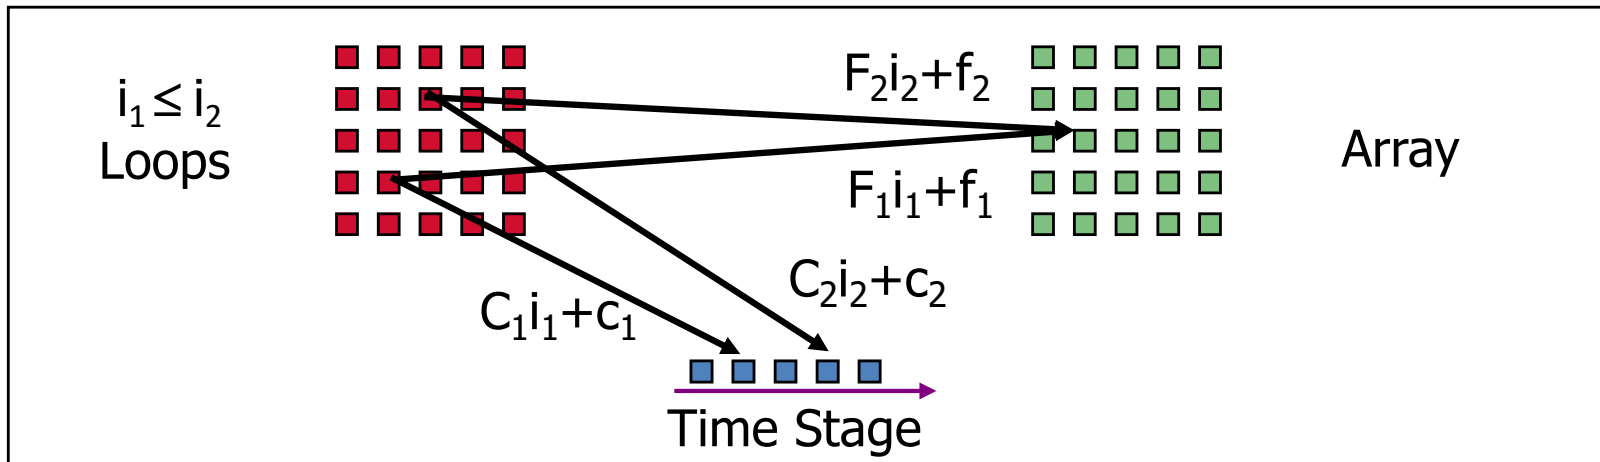 i₁ ≤ i₂
Loops
F₂i₂+f₂
F₁i₁+f₁
Array
C₁i₁+c₁
C₂i₂+c₂
Time Stage